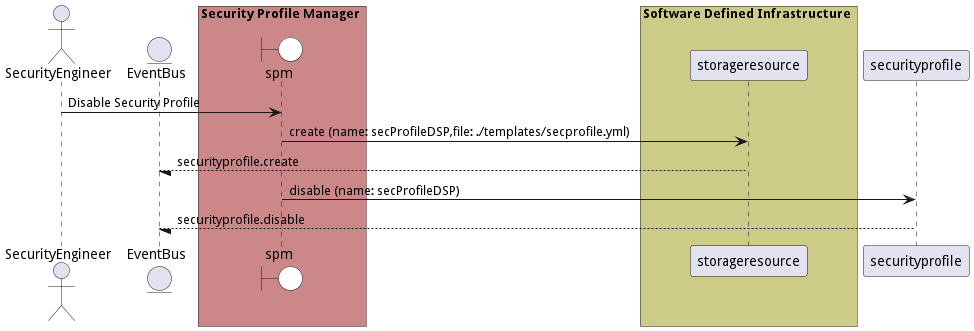 Security Profile Manager
Software Defined Infrastructure
SecurityEngineer
EventBus
spm
storageresource
securityprofile
Disable Security Profile
create (name: secProfileDSP,file: ./templates/secprofile.yml)
securityprofile.create
disable (name: secProfileDSP)
securityprofile.disable
SecurityEngineer
EventBus
spm
storageresource
securityprofile